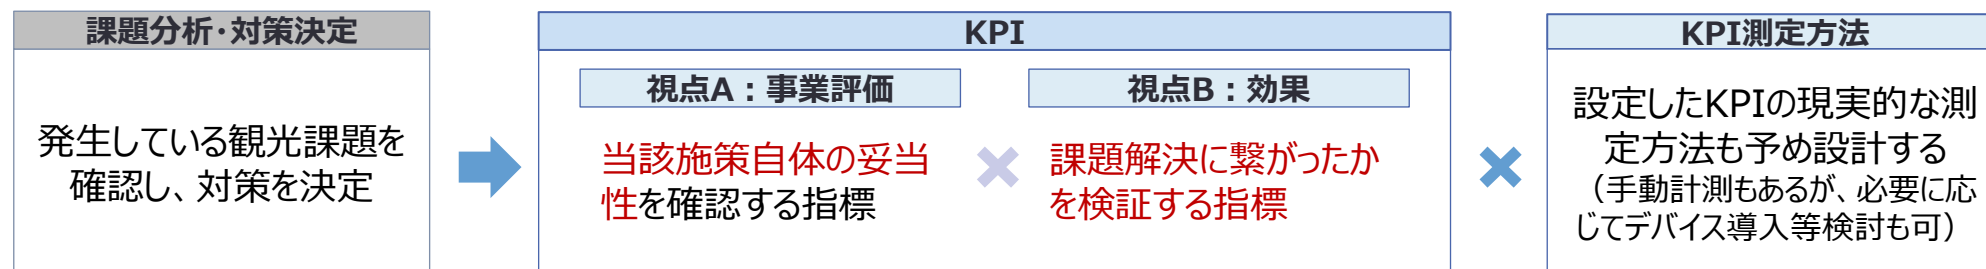 課題分析・対策決定
発生している観光課題を
確認し、対策を決定
KPI
視点A：事業評価
当該施策自体の妥当
性を確認する指標
視点B：効果
課題解決に繋がったか
を検証する指標
KPI測定方法
設定したKPIの現実的な測
定方法も予め設計する
（手動計測もあるが、必要に応
じてデバイス導入等検討も可）